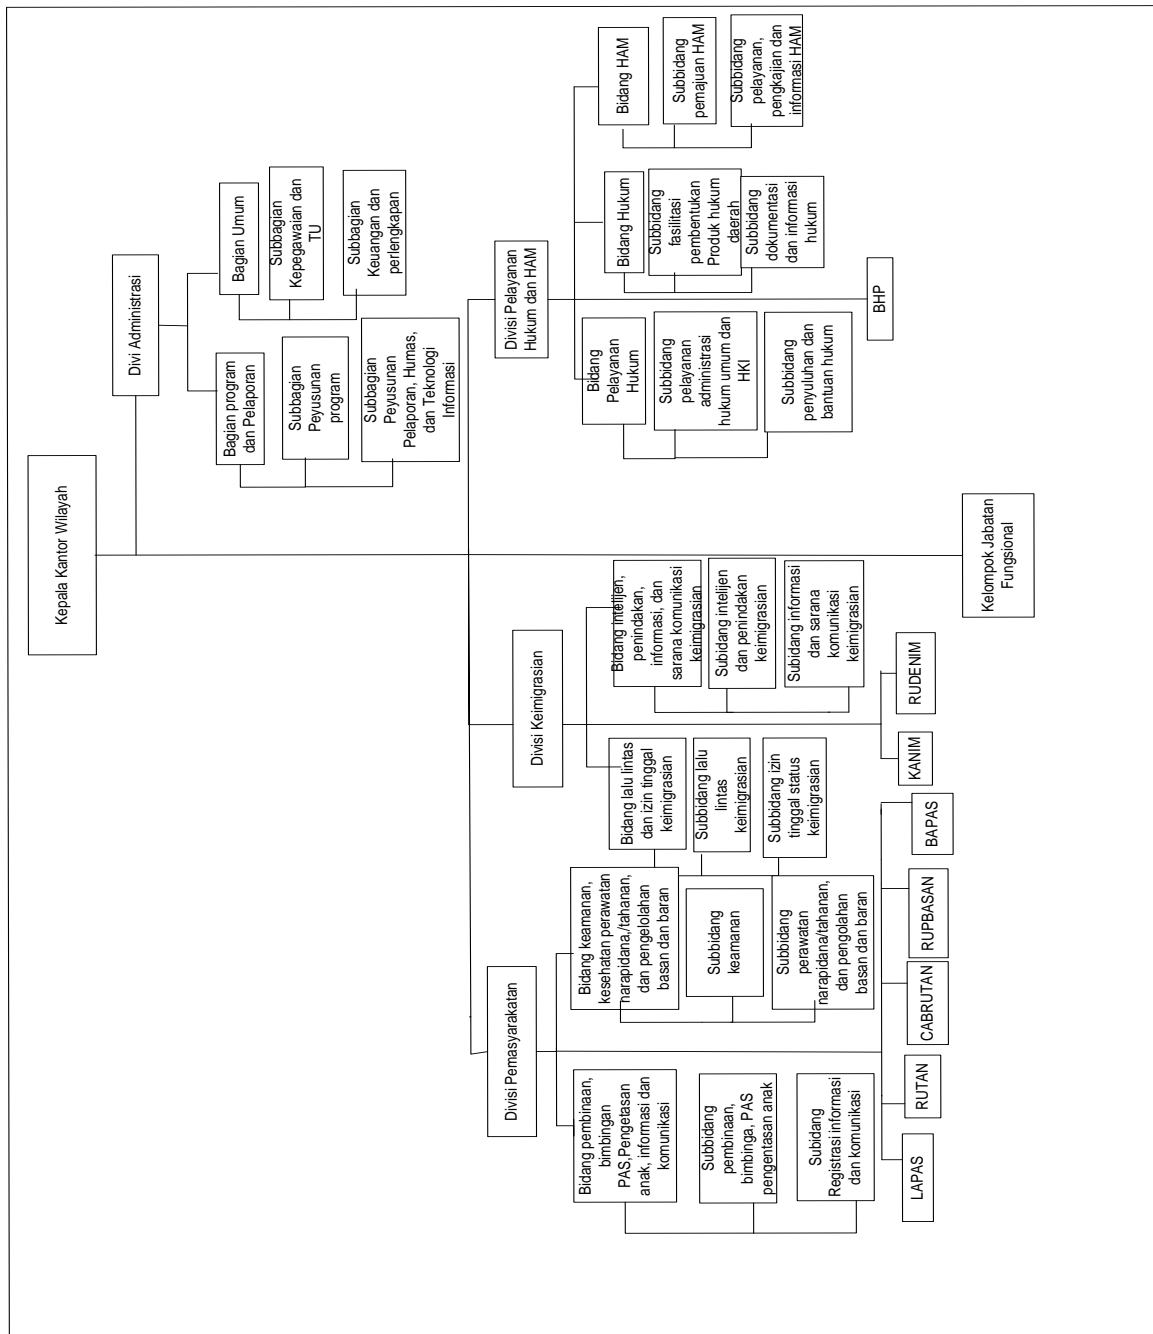 Kepala Kantor Wilayah
Divi Administrasi
Bagian program
dan Pelaporan
Subbagian
Peyusunan
program
Subbagian
Peyusunan
Pelaporan, Humas,
dan Teknologi
Informasi
Bagian Umum
Subbagian
Kepegawaian dan
TU
Subbagian
Keuangan dan
perlengkapan
Divisi Pemasyarakatan
Bidang pembinaan,
bimbingan
PAS,Pengetasan
anak, informasi dan
komunikasi
Subbidang
pembinaan,
bimbinga, PAS
pengentasan anak
Subidang
Registrasi informasi
dan komunikasi
Bidang keamanan,
kesehatan perawatan
narapidana,/tahanan,
dan pengelolahan
basan dan baran
Subbidang
keamanan
Subbidang
perawatan
narapidana/tahanan,
dan pengolahan
basan dan baran
LAPAS
RUTAN
CABRUTAN
RUPBASAN
BAPAS
Divisi Keimigrasian
Bidang lalu lintas
dan izin tinggal
keimigrasian
Subbidang lalu
lintas
keimigrasian
Subbidang izin
tinggal status
keimigrasian
Bidang intelijen,
penindakan,
informasi, dan
sarana komunikasi
keimigrasian
Subidang intelijen
dan penindakan
keimigrasian
Subidang informasi
dan sarana
komunikasi
keimigrasian
KANIM
RUDENIM
Divisi Pelayanan
Hukum dan HAM
Bidang
Pelayanan
Hukum
Subbidang
pelayanan
administrasi
hukum umum dan
HKI
Subbidang
penyuluhan dan
bantuan hukum
Bidang Hukum
Subbidang
fasilitasi
pembentukan
Produk hukum
daerah
Subbidang
dokumentasi
dan informasi
hukum
Bidang HAM
Subbidang
pemajuan HAM
Subbidang
pelayanan,
pengkajian dan
informasi HAM
BHP
Kelompok Jabatan
Fungsional